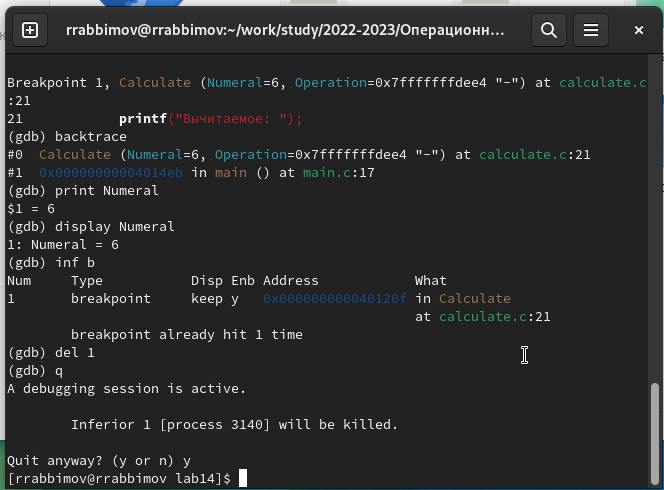 rrabbimov@rrabbimov:~/work/study/2022-2023/Операционн...
Breakpoint 1, Calculate (Numeral=6, Operation=0x7fffffffdee4 "-") at calculate.c
:21
21          printf("Вычитаемое: ");
(gdb) backtrace
#0  Calculate (Numeral=6, Operation=0x7fffffffdee4 "-") at calculate.c:21
#1  0x00000000004014eb in main () at main.c:17
(gdb) print Numeral
$1 = 6
(gdb) display Numeral
1: Numeral = 6
(gdb) inf b
Num     Type           Disp Enb Address            What
1       breakpoint     keep y   0x000000000040120f in Calculate
                                                   at calculate.c:21
        breakpoint already hit 1 time
(gdb) del 1
(gdb) q
A debugging session is active.
        Inferior 1 [process 3140] will be killed.
Quit anyway? (y or n) y
[rrabbimov@rrabbimov lab14]$